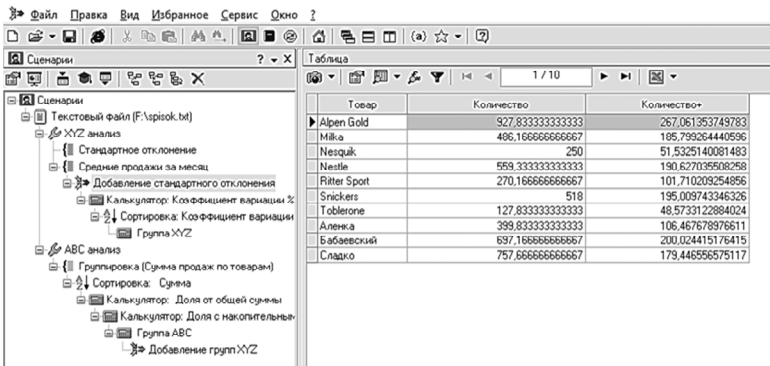 Файл Правка Вид Избранное Сервис Окно ?
Сценарии ? X
Таблица
1 / 10
Сценарии
Текстовый файл (F:\spisok.txt)
XYZ анализ
Стандартное отклонение
Средние продажи за месяц
Добавление стандартного отклонения
Калькулятор: Коэффициент вариации %
Сортировка: Коэффициент вариации
Группа XYZ
ABC анализ
Группировка (Сумма продаж по товарам)
Сортировка: Сумма
Калькулятор: Доля от общей суммы
Калькулятор: Доля с накопительным
Группа ABC
Добавление групп XYZ
Товар Количество Количество+
Alpen Gold 927,833333333333 267,061353749783
Milka 486,166666666667 185,799264440596
Nesquik 250 51,5325140081483
Nestle 559,333333333333 190,627035508258
Ritter Sport 270,166666666667 101,710209254856
Snickers 518 195,009743346326
Toblerone 127,833333333333 48,5733122884024
Аленка 399,833333333333 106,467678976611
Бабаевский 697,166666666667 200,024415176415
Сладко 757,666666666667 179,446556575117